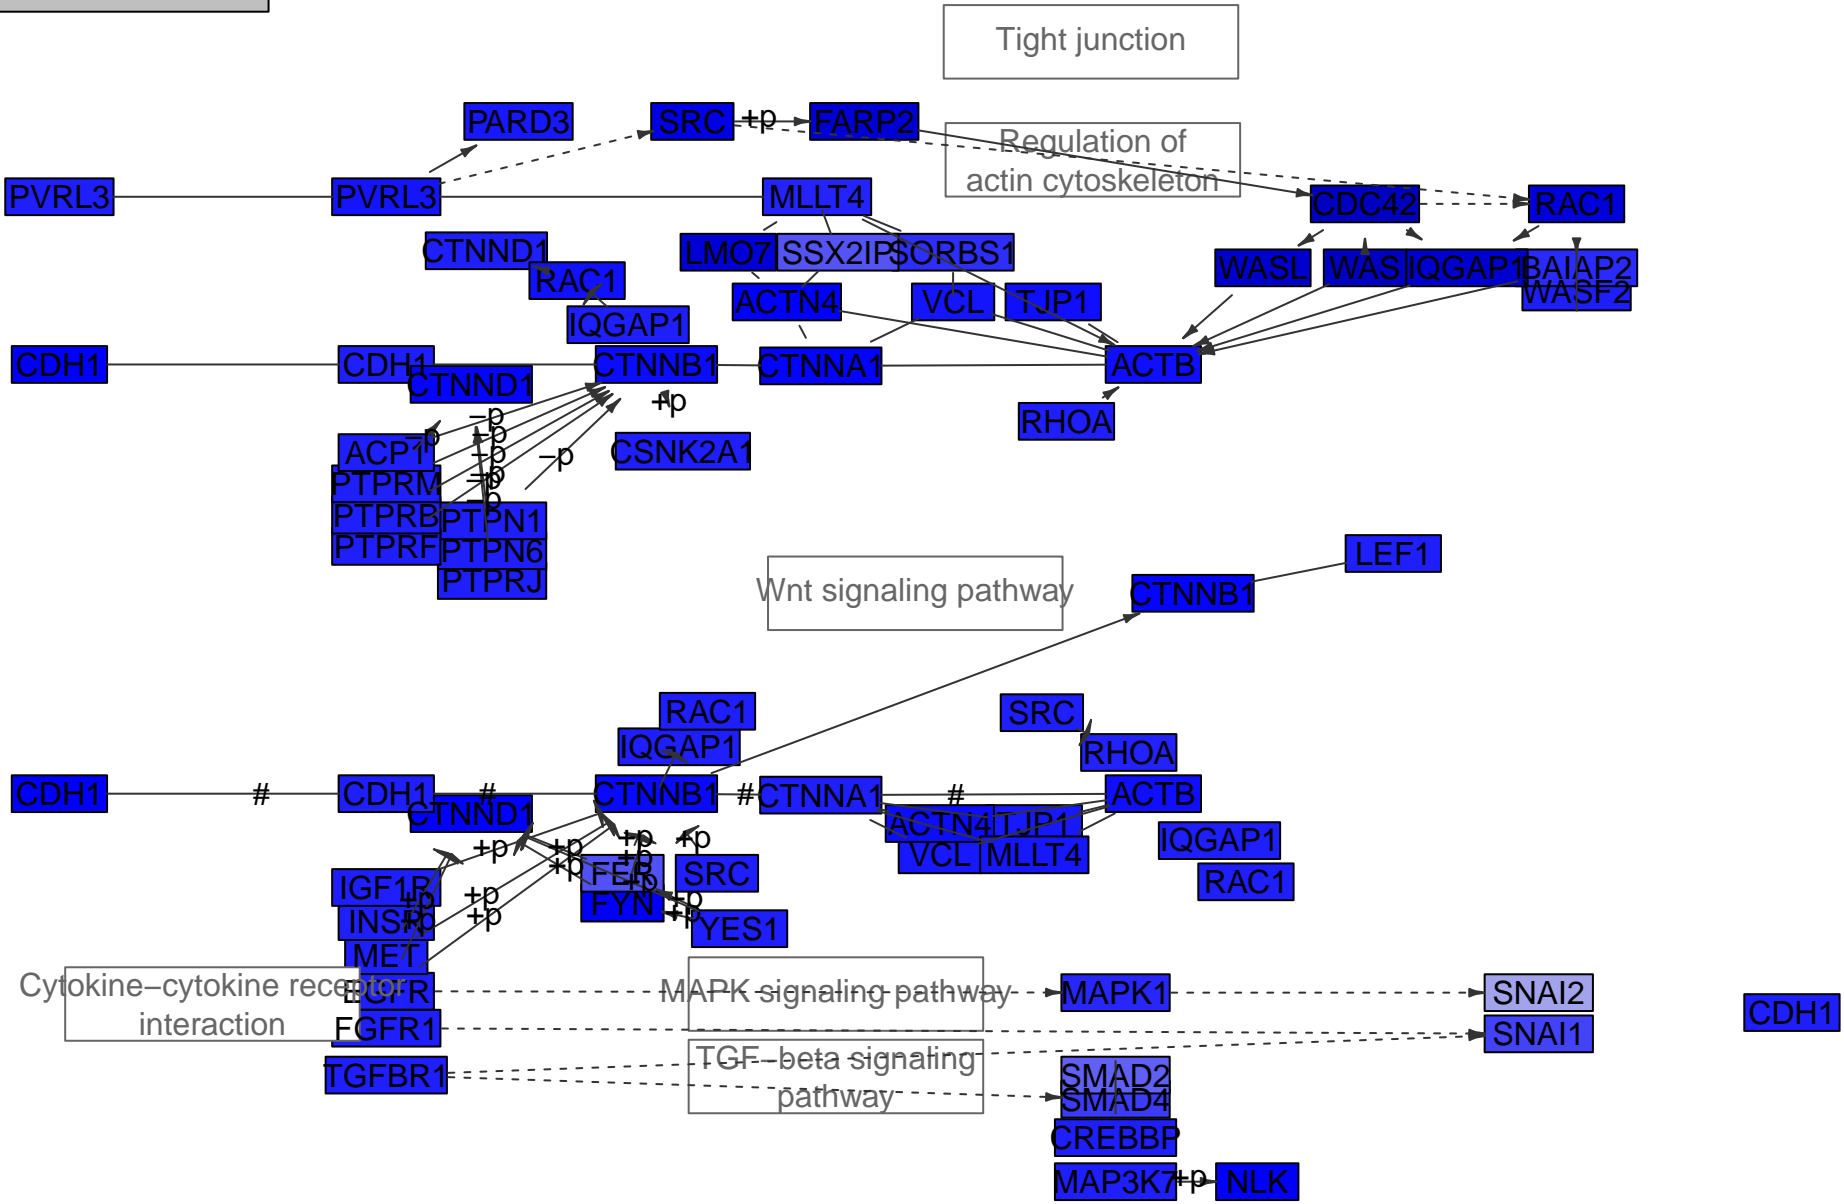 Tight junction
PARD3
SRC
+p
FARP2
Regulation of
actin cytoskeleton
PVRL3
PVRL3
MLLT4
CDC42
RAC1
CTNND1
LMO7
SSX2IP
SORBS1
RAC1
WASL
WAS
IQGAP1
BAIAP2
WASF2
ACTN4
VCL
TJP1
IQGAP1
CDH1
CDH1
CTNNB1
CTNNA1
ACTB
CTNND1
+p
−p
RHOA
−p
−p
ACP1
−p
−p
CSNK2A1
−p
−p
PTPRM
−p
PTPRB
PTPN1
PTPRF
PTPN6
PTPRJ
LEF1
Wnt signaling pathway
CTNNB1
RAC1
SRC
IQGAP1
RHOA
CDH1
#
CDH1
#
CTNNB1
#
CTNNA1
#
ACTB
CTNND1
ACTN4
TJP1
+p
+p
+p
+p
IQGAP1
VCL
MLLT4
+p
+p
FER
SRC
+p
RAC1
IGF1R
+p
+p
+p
FYN
+p
INSR
+p
+p
+p
YES1
MET
Cytokine−cytokine receptor
interaction
EGFR
MAPK signaling pathway
MAPK1
SNAI2
CDH1
FGFR1
SNAI1
TGF−beta signaling
pathway
TGFBR1
SMAD2
SMAD4
CREBBP
MAP3K7
+p
NLK